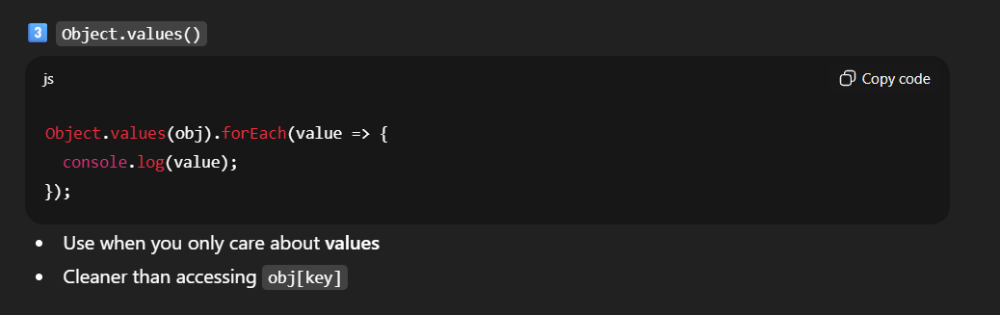 3 Object.values()
js Copy code
Object.values(obj).forEach(value => {
  console.log(value);
});
• Use when you only care about values
• Cleaner than accessing obj[key]